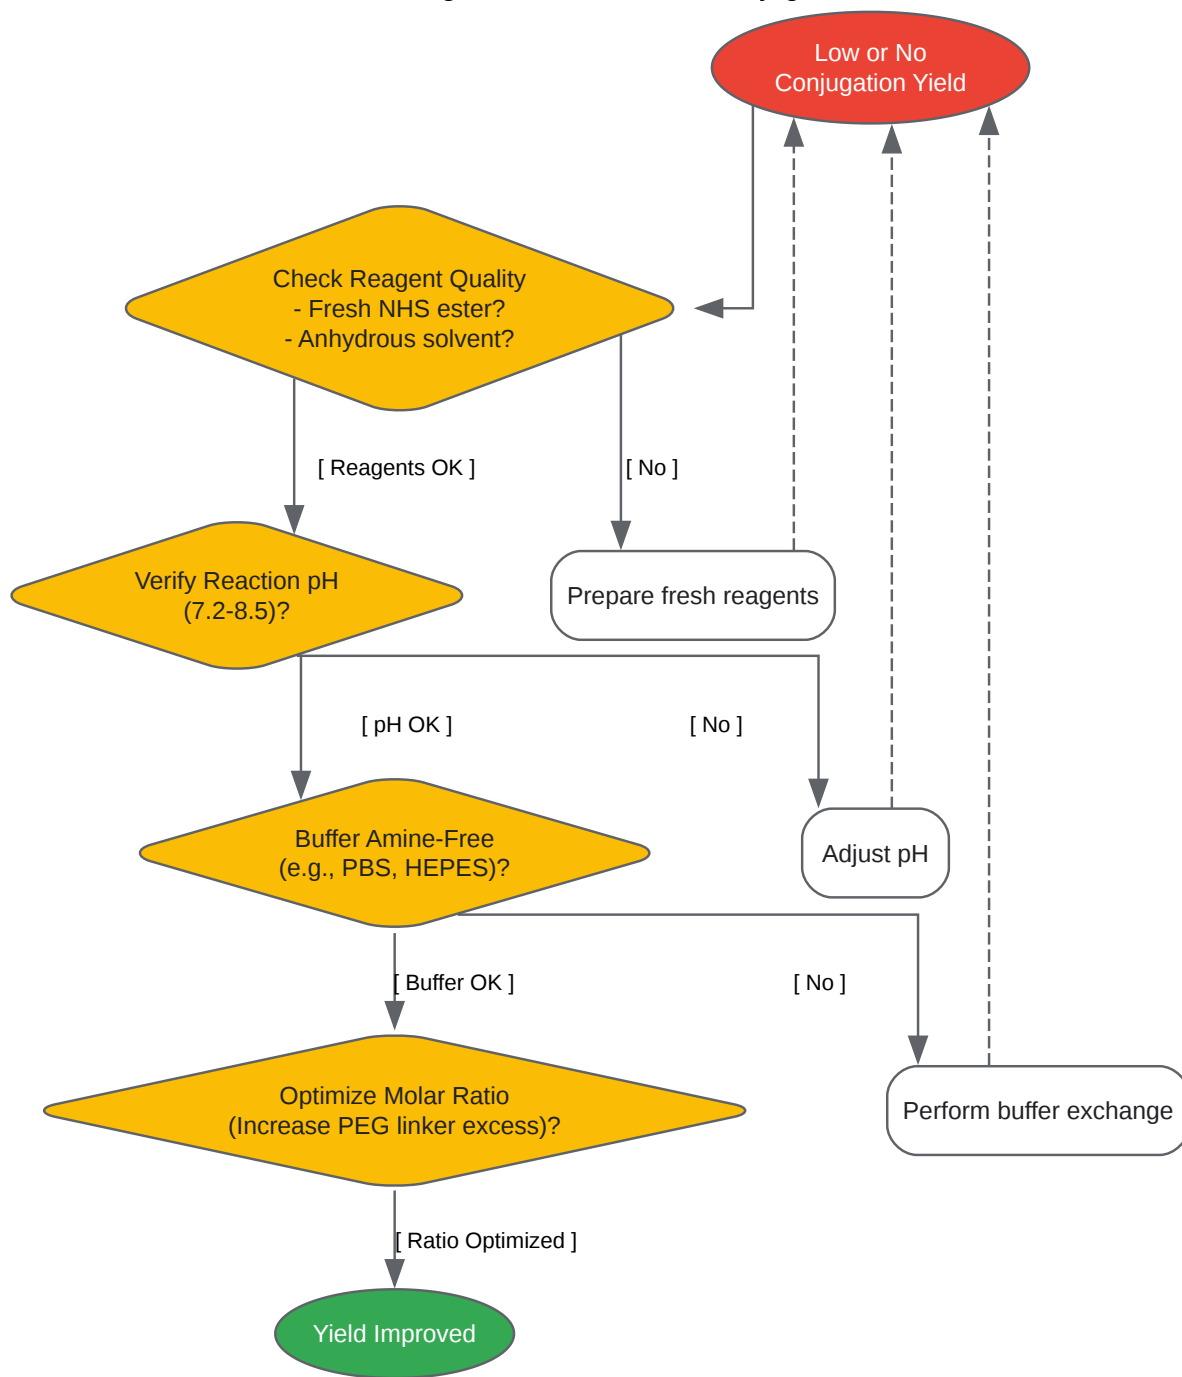 Low or No
Conjugation Yield
Check Reagent Quality
- Fresh NHS ester?
- Anhydrous solvent?
[ Reagents OK ]
[ No ]
Verify Reaction pH
(7.2-8.5)?
Prepare fresh reagents
[ pH OK ]
[ No ]
Buffer Amine-Free
(e.g., PBS, HEPES)?
Adjust pH
[ Buffer OK ]
[ No ]
Optimize Molar Ratio
(Increase PEG linker excess)?
Perform buffer exchange
[ Ratio Optimized ]
Yield Improved